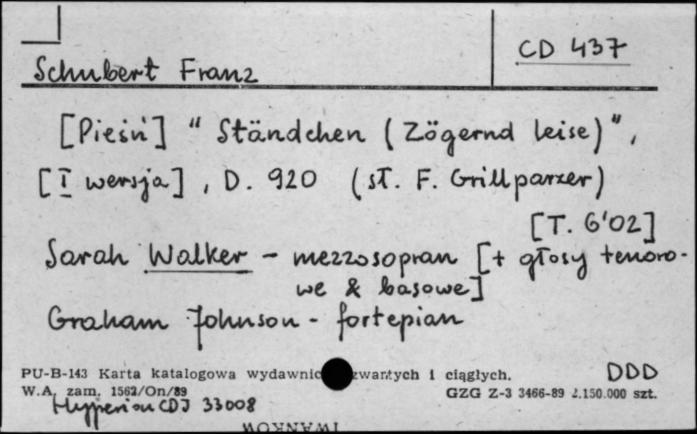 CD 437
Schubert Franz
[Pieśń] "Ständchen (Zögernd leise)",
[I wersja], D. 920 (sł. F. Grillparzer)
[T. 6'02]
Sarah Walker - mezzosopran [+ głosy tenoro-
we & basowe]
Graham Johnson - fortepian
PU-B-143 Karta katalogowa wydawnic zwartych i ciągłych.
DDD
W.A. zam. 1562/On/89
GZG Z-3 3466-89 2.150.000 szt.
Hyperion CDJ 33008